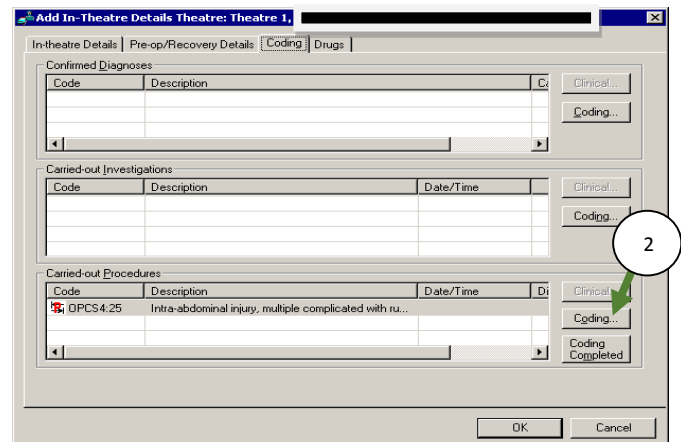 Add In-Theatre Details Theatre: Theatre 1,
In-theatre Details Pre-op/Recovery Details Coding Drugs
Confirmed Diagnoses
Code Description Ca Clinical...
Coding...
Carried-out Investigations
Code Description Date/Time Clinical...
Coding...
2
Carried-out Procedures
Code Description Date/Time Di Clinical...
OPCS4:25 Intra-abdominal injury, multiple complicated with ru...
Coding...
Coding
Completed
OK Cancel